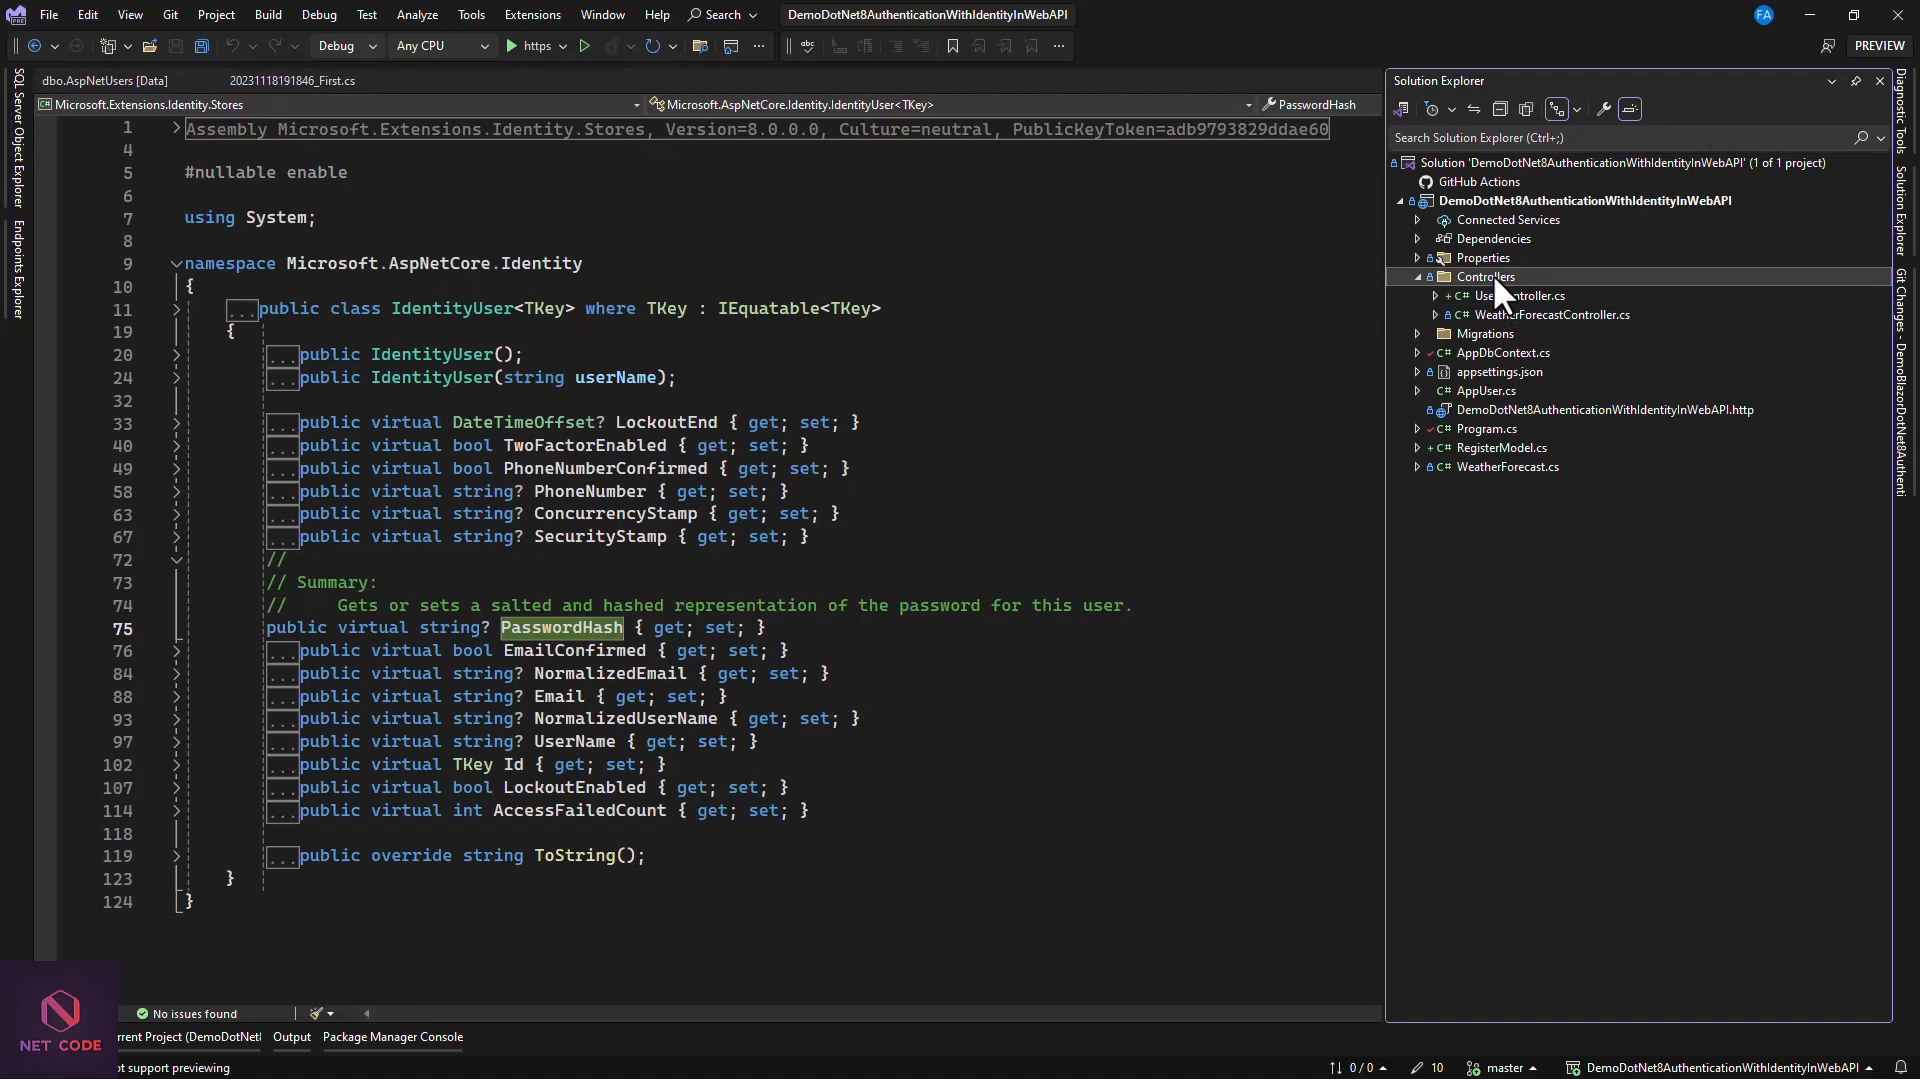 File Edit View Git Project Build Debug Test Analyze Tools Extensions Window Help Search DemoDotNet8AuthenticationWithIdentityInWebAPI FA
Debug Any CPU https PREVIEW
dbo.AspNetUsers [Data] 20231118191846_First.cs
Microsoft.Extensions.Identity.Stores Microsoft.AspNetCore.Identity.IdentityUser<TKey> PasswordHash
1 Assembly Microsoft.Extensions.Identity.Stores, Version=8.0.0.0, Culture=neutral, PublicKeyToken=adb9793829ddae60
4
5 #nullable enable
6
7 using System;
8
9 namespace Microsoft.AspNetCore.Identity
10 {
11 ...public class IdentityUser<TKey> where TKey : IEquatable<TKey>
19 {
20 ...public IdentityUser();
24 ...public IdentityUser(string userName);
32
33 ...public virtual DateTimeOffset? LockoutEnd { get; set; }
40 ...public virtual bool TwoFactorEnabled { get; set; }
49 ...public virtual bool PhoneNumberConfirmed { get; set; }
58 ...public virtual string? PhoneNumber { get; set; }
63 ...public virtual string? ConcurrencyStamp { get; set; }
67 ...public virtual string? SecurityStamp { get; set; }
72 //
73 // Summary:
74 // Gets or sets a salted and hashed representation of the password for this user.
75 public virtual string? PasswordHash { get; set; }
76 ...public virtual bool EmailConfirmed { get; set; }
84 ...public virtual string? NormalizedEmail { get; set; }
88 ...public virtual string? Email { get; set; }
93 ...public virtual string? NormalizedUserName { get; set; }
97 ...public virtual string? UserName { get; set; }
102 ...public virtual TKey Id { get; set; }
107 ...public virtual bool LockoutEnabled { get; set; }
114 ...public virtual int AccessFailedCount { get; set; }
118
119 ...public override string ToString();
123 }
124 }
No issues found
rrent Project (DemoDotNet8 Output Package Manager Console
ot support previewing
0 / 0 10 master DemoDotNet8AuthenticationWithIdentityInWebAPI
NET CODE
SQL Server Object Explorer
Endpoints Explorer
Solution Explorer
Search Solution Explorer (Ctrl+;)
Solution 'DemoDotNet8AuthenticationWithIdentityInWebAPI' (1 of 1 project)
GitHub Actions
DemoDotNet8AuthenticationWithIdentityInWebAPI
Connected Services
Dependencies
Properties
Controllers
C# Controller.cs
C# WeatherForecastController.cs
Migrations
C# AppDbContext.cs
appsettings.json
C# AppUser.cs
DemoDotNet8AuthenticationWithIdentityInWebAPI.http
C# Program.cs
C# RegisterModel.cs
C# WeatherForecast.cs
Diagnostic Tools
Solution Explorer
Git Changes - DemoBlazorDotNet8Authenti